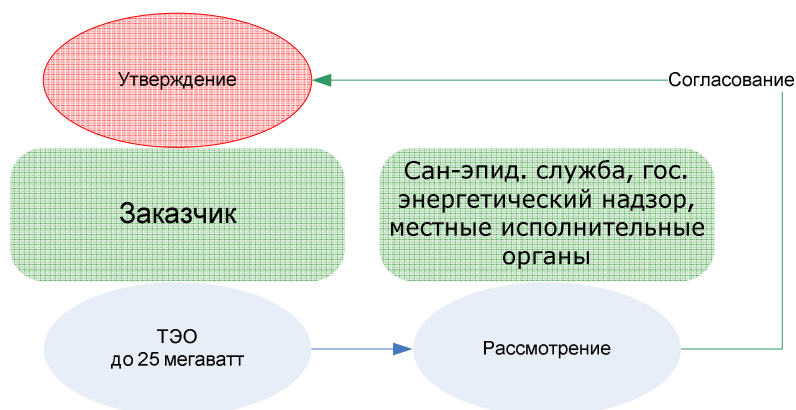 Утверждение
Согласование
Заказчик
Сан-эпид. служба, гос.
энергетический надзор,
местные исполнительные
органы
ТЭО
до 25 мегаватт
Рассмотрение